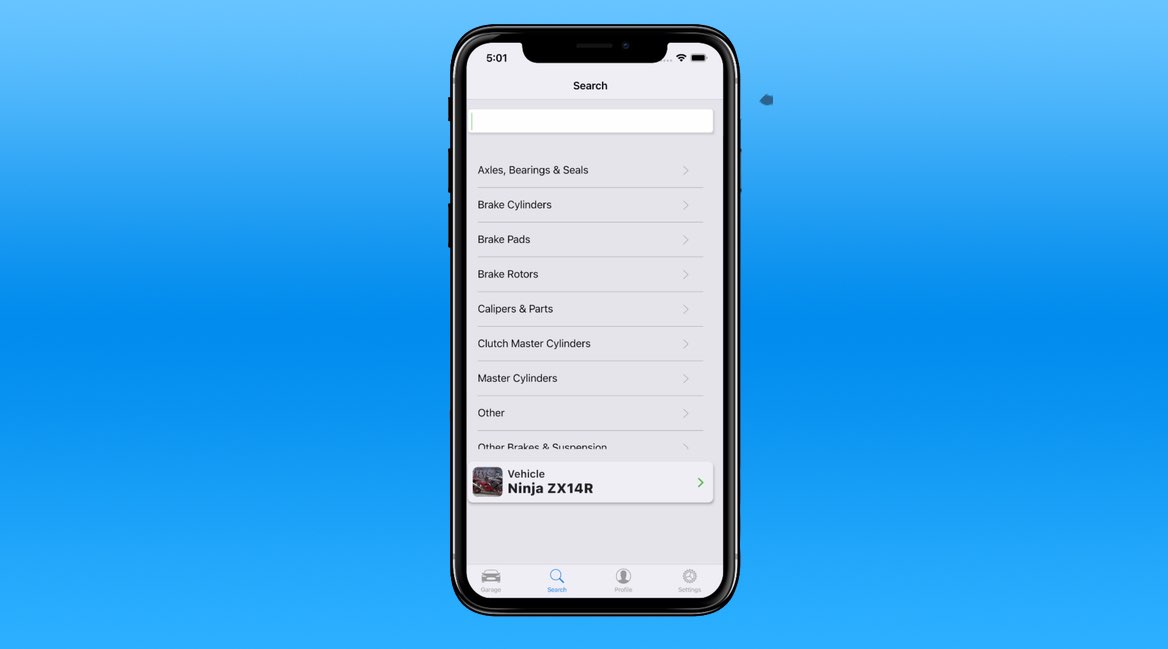 5:01
Search
Axles, Bearings & Seals
Brake Cylinders
Brake Pads
Brake Rotors
Calipers & Parts
Clutch Master Cylinders
Master Cylinders
Other
Other Brakes & Suspension
Vehicle
Ninja ZX14R
Garage Search Profile Settings